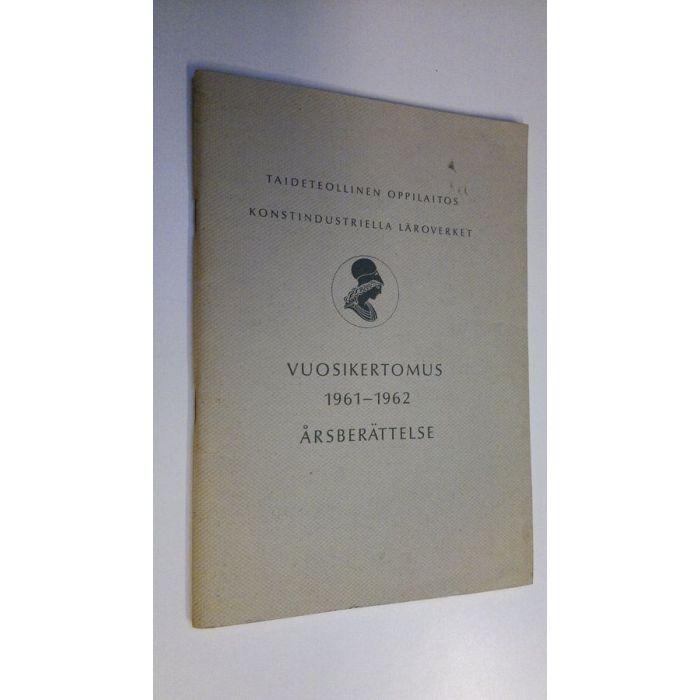 TAIDETEOLLINEN OPPILAITOS
KONSTINDUSTRIELLA LÄROVERKET
VUOSIKERTOMUS
1961–1962
ÅRSBERÄTTELSE